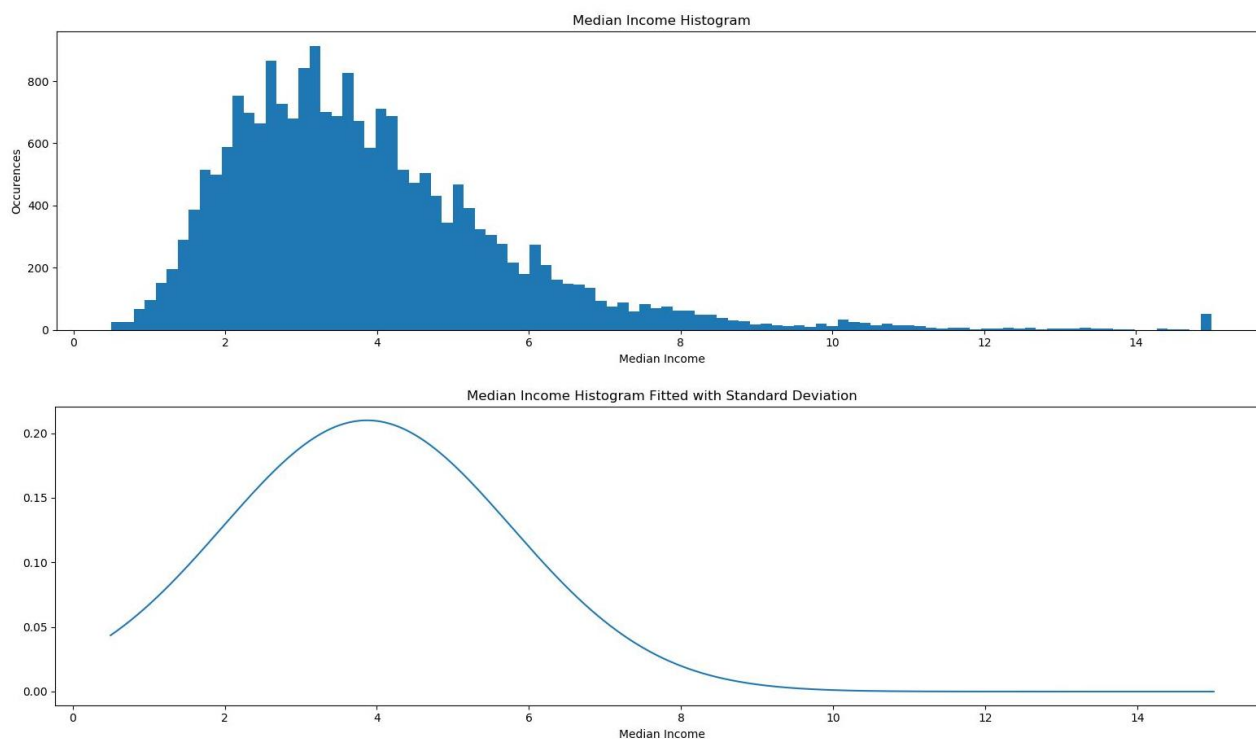 Median Income Histogram
Occurences
800
600
400
200
0
0 2 4 6 8 10 12 14
Median Income
Median Income Histogram Fitted with Standard Deviation
0.20
0.15
0.10
0.05
0.00
0 2 4 6 8 10 12 14
Median Income